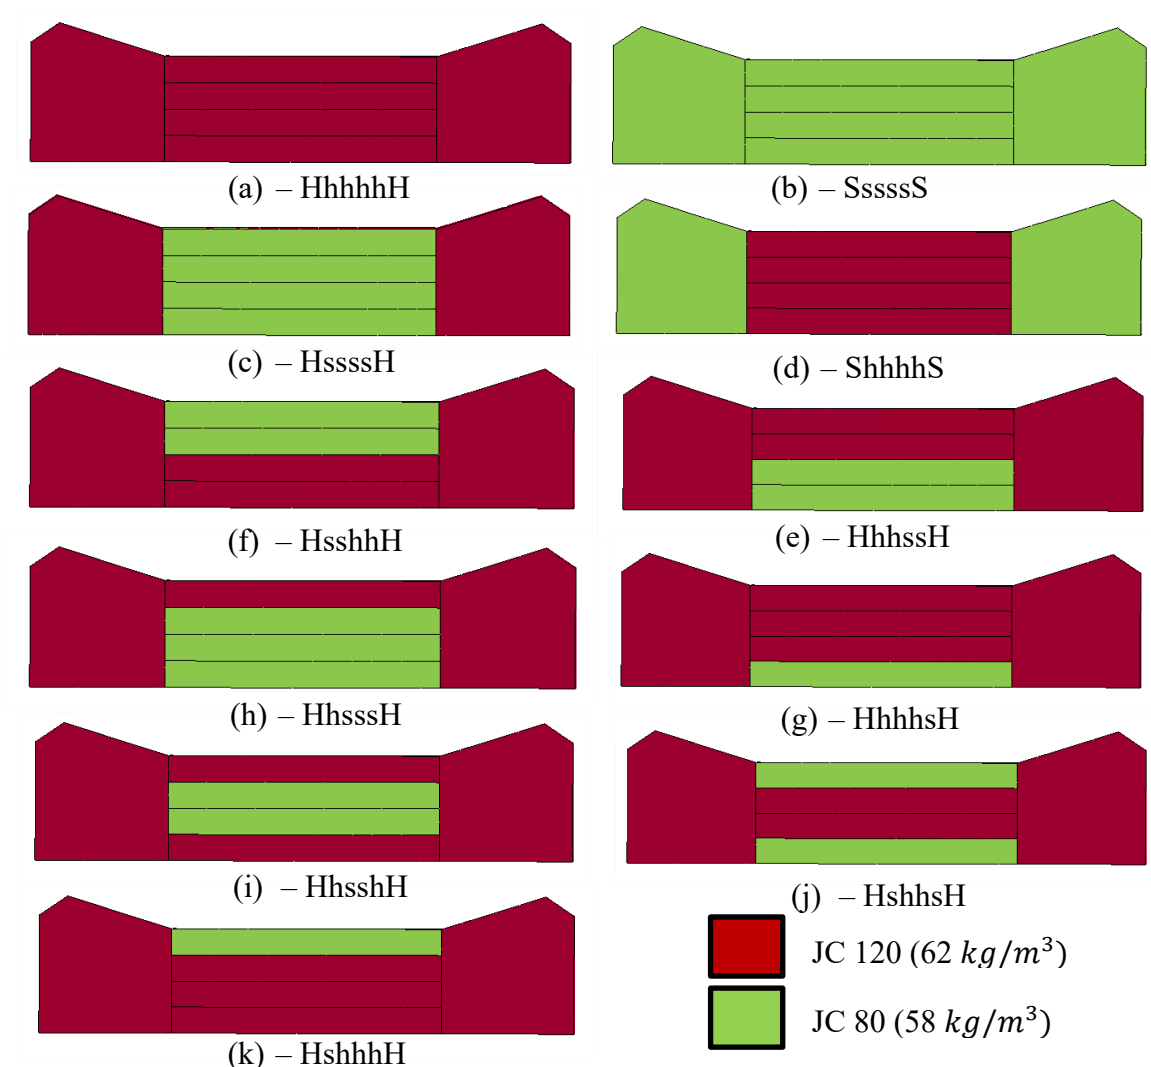 (a) – HhhhhH
(b) – SssssS
(c) – HssssH
(d) – ShhhhS
(f) – HsshhH
(e) – HhhssH
(h) – HhsssH
(g) – HhhhsH
(i) – HhsshH
(j) – HshhsH
JC 120 (62 kg/m³)
JC 80 (58 kg/m³)
(k) – HshhhH